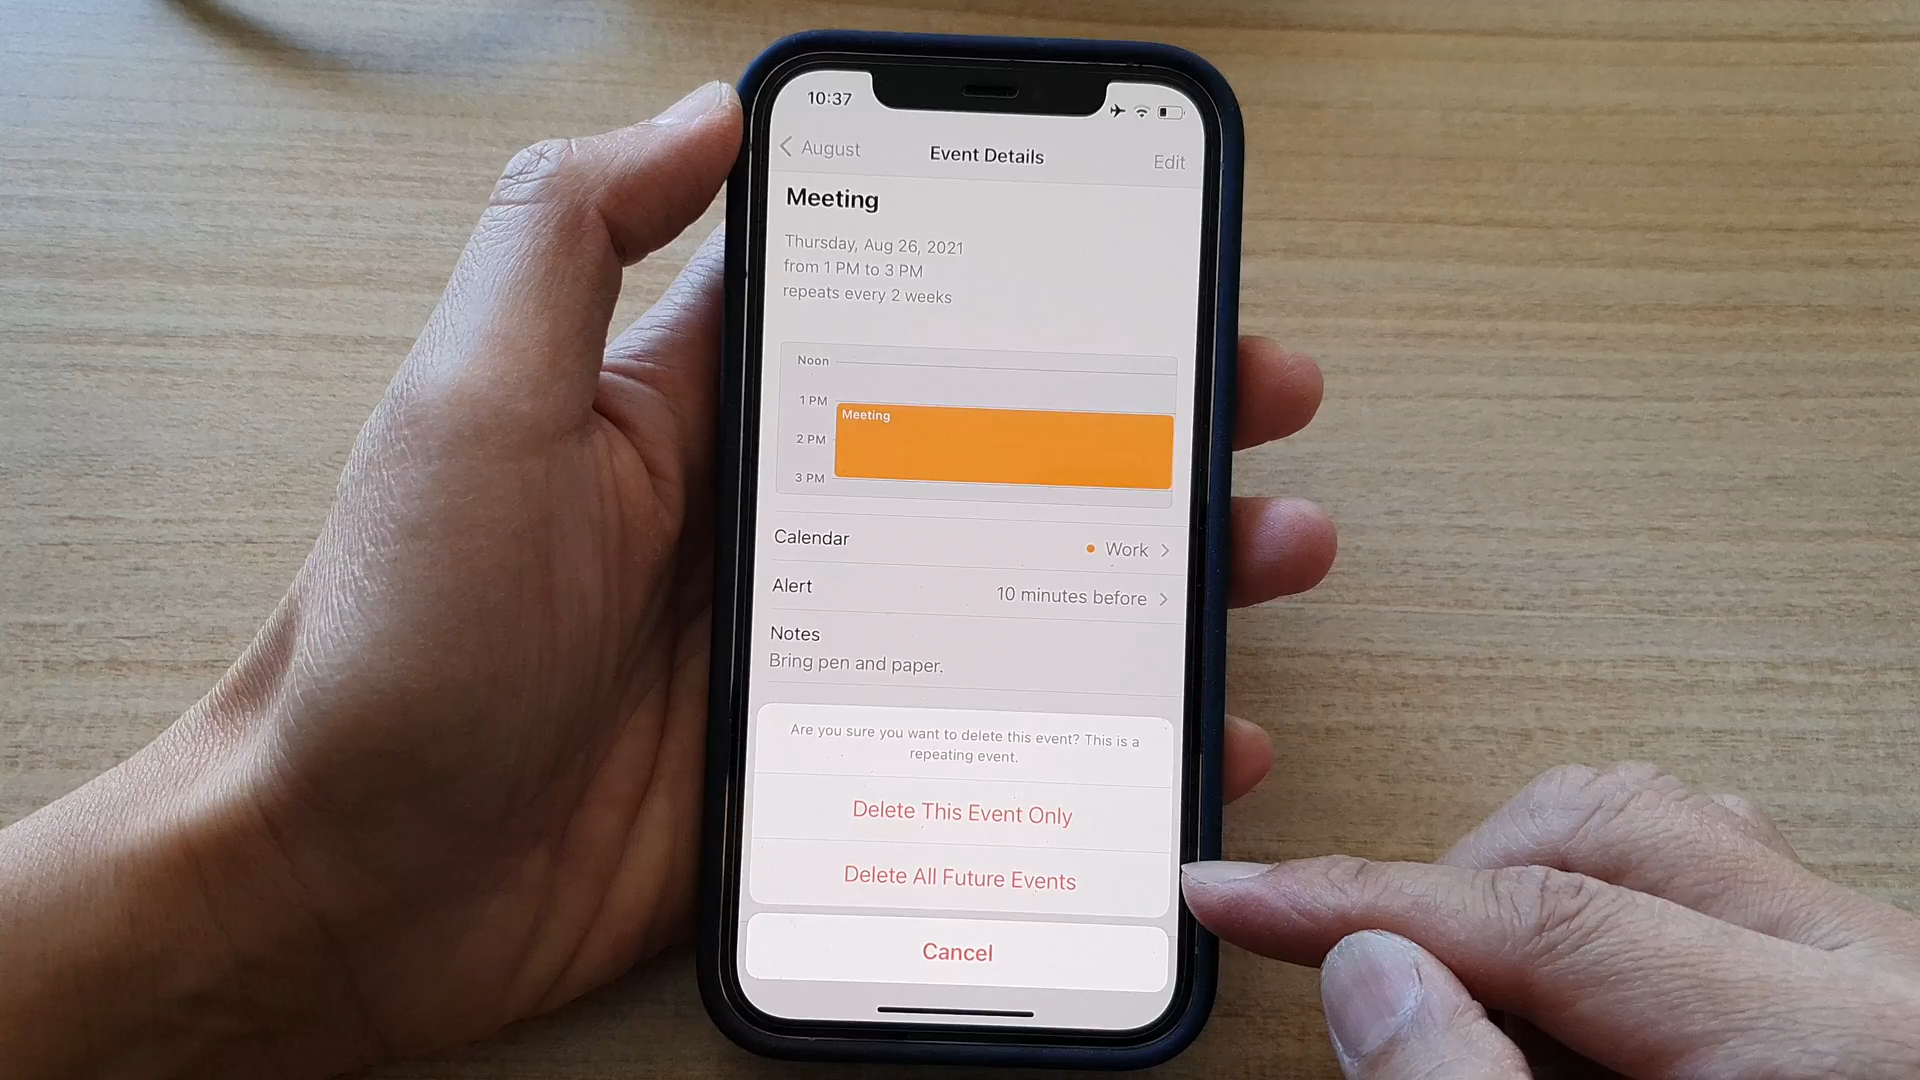 10:37
August
Event Details
Edit
Meeting
Thursday, Aug 26, 2021
from 1 PM to 3 PM
repeats every 2 weeks
Noon
1 PM
Meeting
2 PM
3 PM
Calendar
Work
Alert
10 minutes before
Notes
Bring pen and paper.
Are you sure you want to delete this event? This is a
repeating event.
Delete This Event Only
Delete All Future Events
Cancel